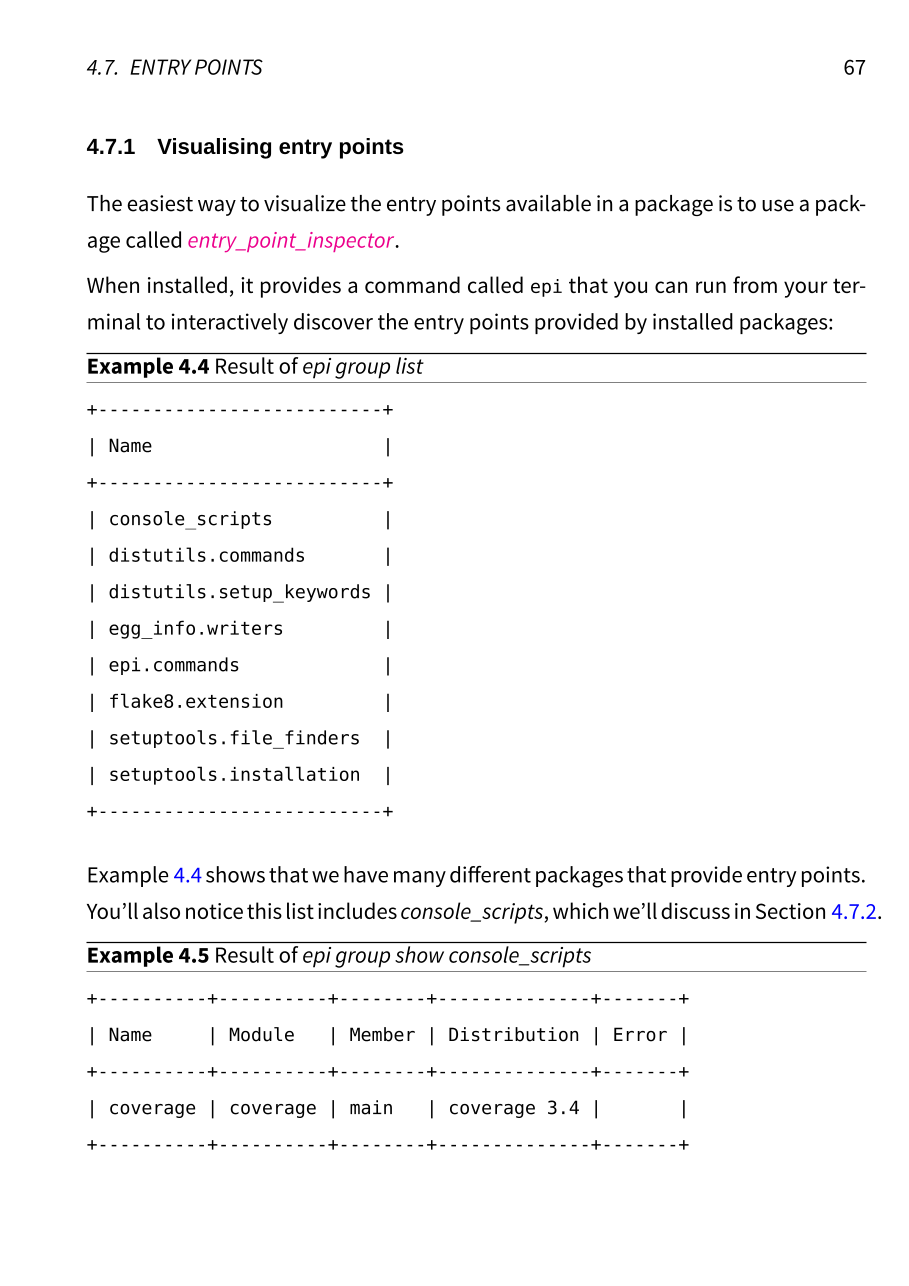 4.7. ENTRY POINTS 67
4.7.1 Visualising entry points
The easiest way to visualize the entry points available in a package is to use a pack-
age called entry_point_inspector.
When installed, it provides a command called epi that you can run from your ter-
minal to interactively discover the entry points provided by installed packages:
Example 4.4 Result of epi group list
+--------------------------+
| Name                     |
+--------------------------+
| console_scripts          |
| distutils.commands       |
| distutils.setup_keywords |
| egg_info.writers         |
| epi.commands             |
| flake8.extension         |
| setuptools.file_finders  |
| setuptools.installation  |
+--------------------------+
Example 4.4 shows that we have many different packages that provide entry points.
You’ll also notice this list includes console_scripts, which we’ll discuss in Section 4.7.2.
Example 4.5 Result of epi group show console_scripts
+----------+----------+--------+--------------+-------+
| Name     | Module   | Member | Distribution | Error |
+----------+----------+--------+--------------+-------+
| coverage | coverage | main   | coverage 3.4 |       |
+----------+----------+--------+--------------+-------+